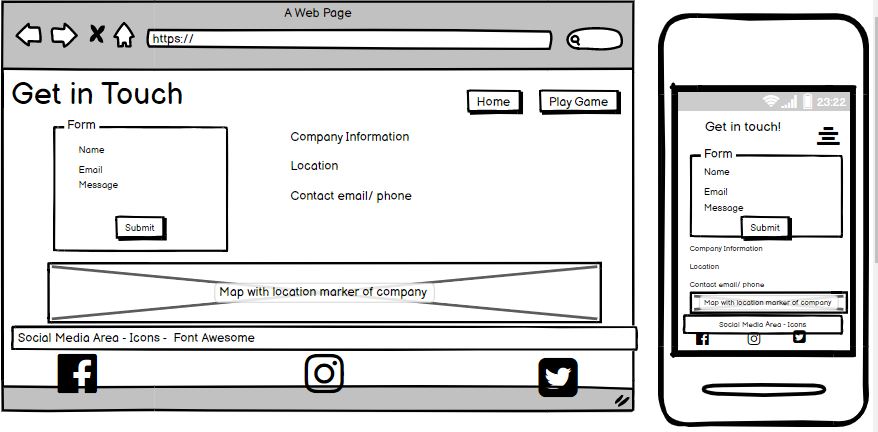 A Web Page
https://
Get in Touch
Home
Play Game
Form
Name
Email
Message
Submit
Company Information
Location
Contact email/ phone
Map with location marker of company
Social Media Area - Icons - Font Awesome
23:22
Get in touch!
Form
Name
Email
Message
Submit
Company Information
Location
Contact email/ phone
Map with location marker of company
Social Media Area - Icons